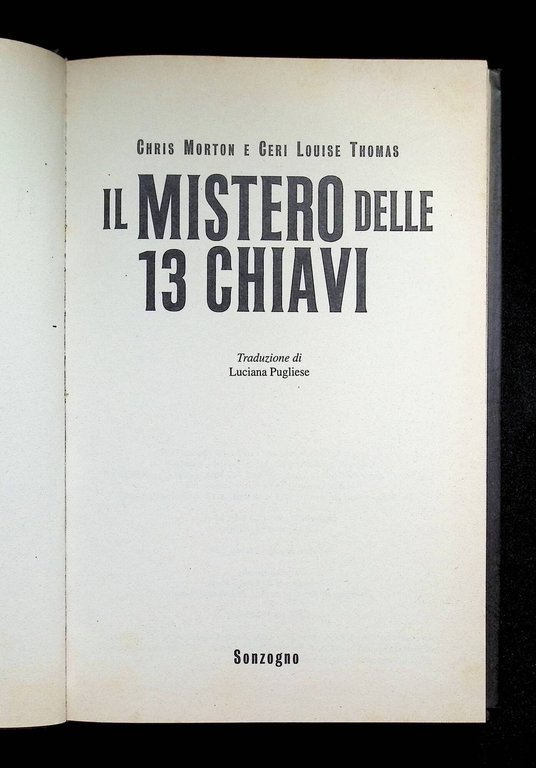 Chris Morton e Ceri Louise Thomas
IL MISTERO DELLE
13 CHIAVI
Traduzione di
Luciana Pugliese
Sonzogno